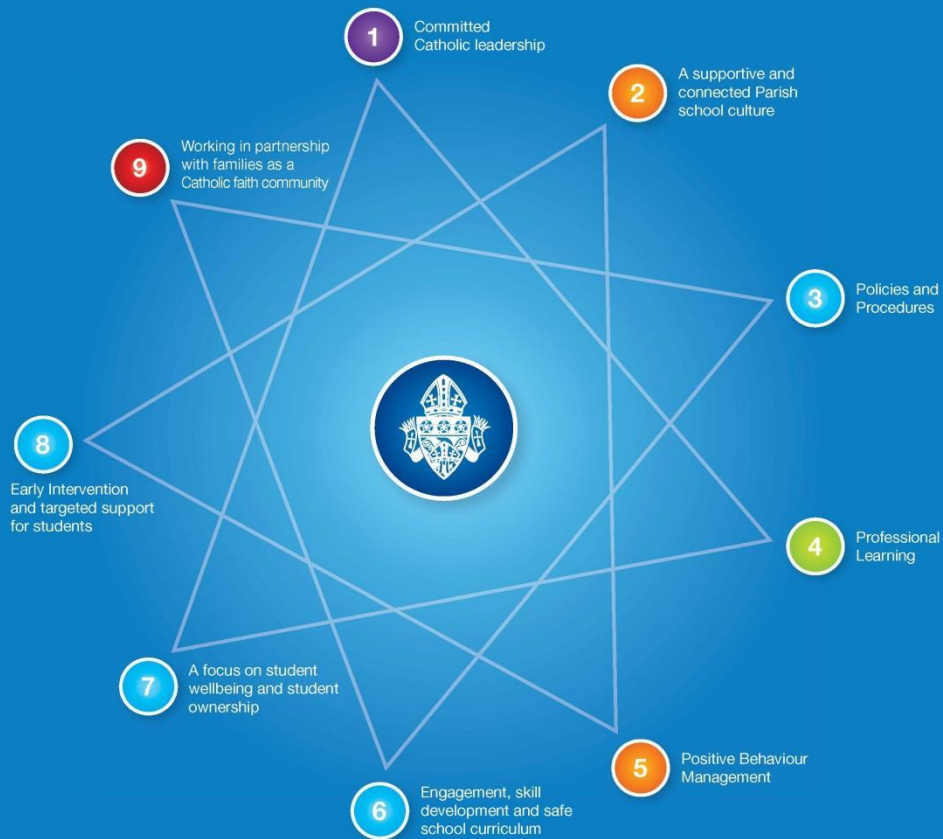 1
Committed
Catholic leadership
2
A supportive and
connected Parish
school culture
3
Policies and
Procedures
4
Professional
Learning
5
Positive Behaviour
Management
6
Engagement, skill
development and safe
school curriculum
7
A focus on student
wellbeing and student
ownership
8
Early Intervention
and targeted support
for students
9
Working in partnership
with families as a
Catholic faith community